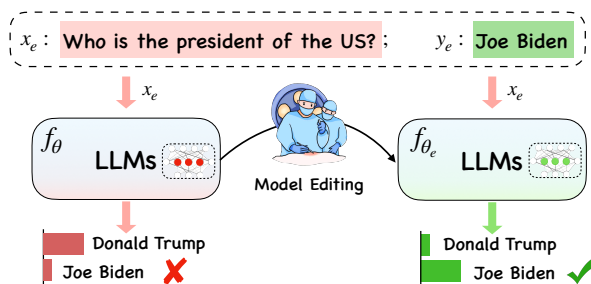 x_e : Who is the president of the US? ; y_e : Joe Biden
x_e x_e
f_θ LLMs
f_θ_e LLMs
Model Editing
Donald Trump
Joe Biden
Donald Trump
Joe Biden